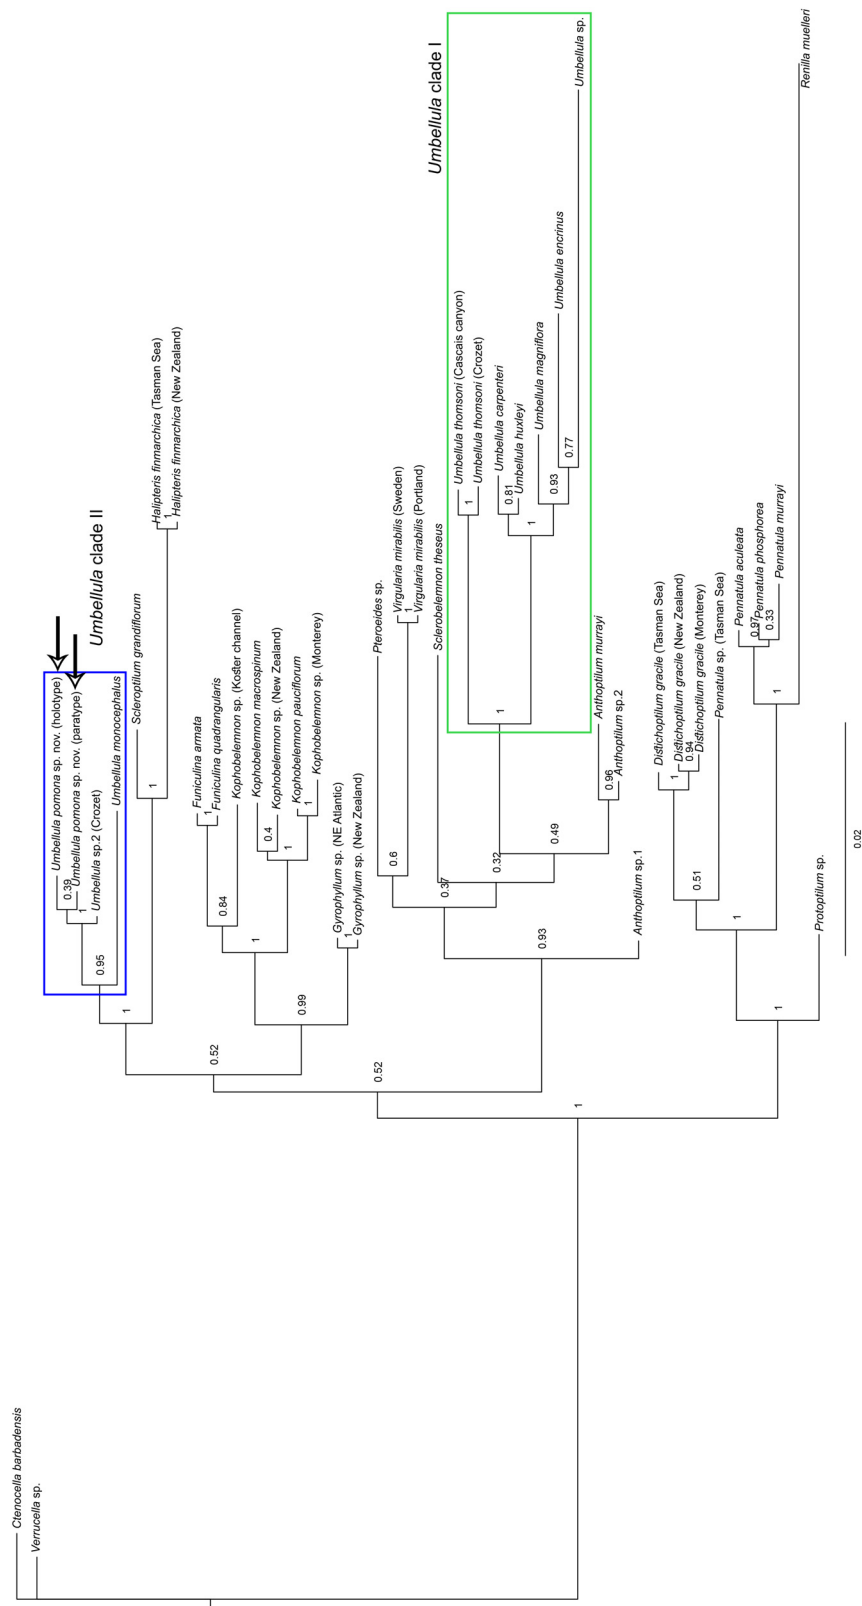 Ctenocella barbadensis
Verrucella sp.
Umbellula pomona sp. nov. (holotype)
0.39
Umbellula pomona sp. nov. (paratype)
1
Umbellula sp.2 (Crozet)
0.95
Umbellula monocephalus
Umbellula clade II
1
Scleroptilum grandiflorum
1
Halipteris finmarchica (Tasman Sea)
1
Halipteris finmarchica (New Zealand)
0.52
Funiculina armata
1
Funiculina quadrangularis
0.84
Kophobelemnon sp. (Koster channel)
1
Kophobelemnon macrospinum
0.4
Kophobelemnon sp. (New Zealand)
1
Kophobelemnon pauciflorum
1
Kophobelemnon sp. (Monterey)
0.99
Gyrophyllum sp. (NE Atlantic)
1
Gyrophyllum sp. (New Zealand)
0.52
Pteroeides sp.
0.6
Virgularia mirabilis (Sweden)
1
Virgularia mirabilis (Portland)
0.37
Sclerobelemnon theseus
0.32
Umbellula clade I
Umbellula thomsoni (Cascais canyon)
1
Umbellula thomsoni (Crozet)
1
Umbellula carpenteri
0.81
Umbellula huxleyi
1
Umbellula magniflora
0.93
Umbellula encrinus
0.77
Umbellula sp.
0.49
Anthoptilum murrayi
0.96
Anthoptilum sp.2
0.93
Anthoptilum sp.1
1
Distichoptilum gracile (Tasman Sea)
1
Distichoptilum gracile (New Zealand)
0.94
Distichoptilum gracile (Monterey)
0.51
Pennatula sp. (Tasman Sea)
1
Pennatula aculeata
0.97
Pennatula phosphorea
0.33
Pennatula murrayi
1
Renilla muelleri
1
Protoptilum sp.
0.02